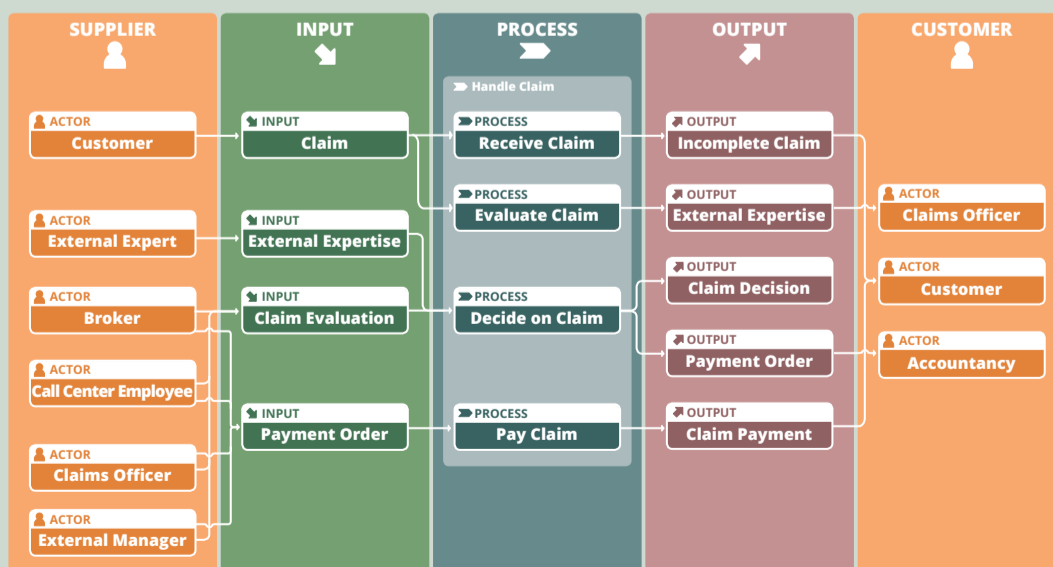 SUPPLIER
INPUT
PROCESS
OUTPUT
CUSTOMER
Handle Claim
ACTOR
Customer
ACTOR
External Expert
ACTOR
Broker
ACTOR
Call Center Employee
ACTOR
Claims Officer
ACTOR
External Manager
INPUT
Claim
INPUT
External Expertise
INPUT
Claim Evaluation
INPUT
Payment Order
PROCESS
Receive Claim
PROCESS
Evaluate Claim
PROCESS
Decide on Claim
PROCESS
Pay Claim
OUTPUT
Incomplete Claim
OUTPUT
External Expertise
OUTPUT
Claim Decision
OUTPUT
Payment Order
OUTPUT
Claim Payment
ACTOR
Claims Officer
ACTOR
Customer
ACTOR
Accountancy